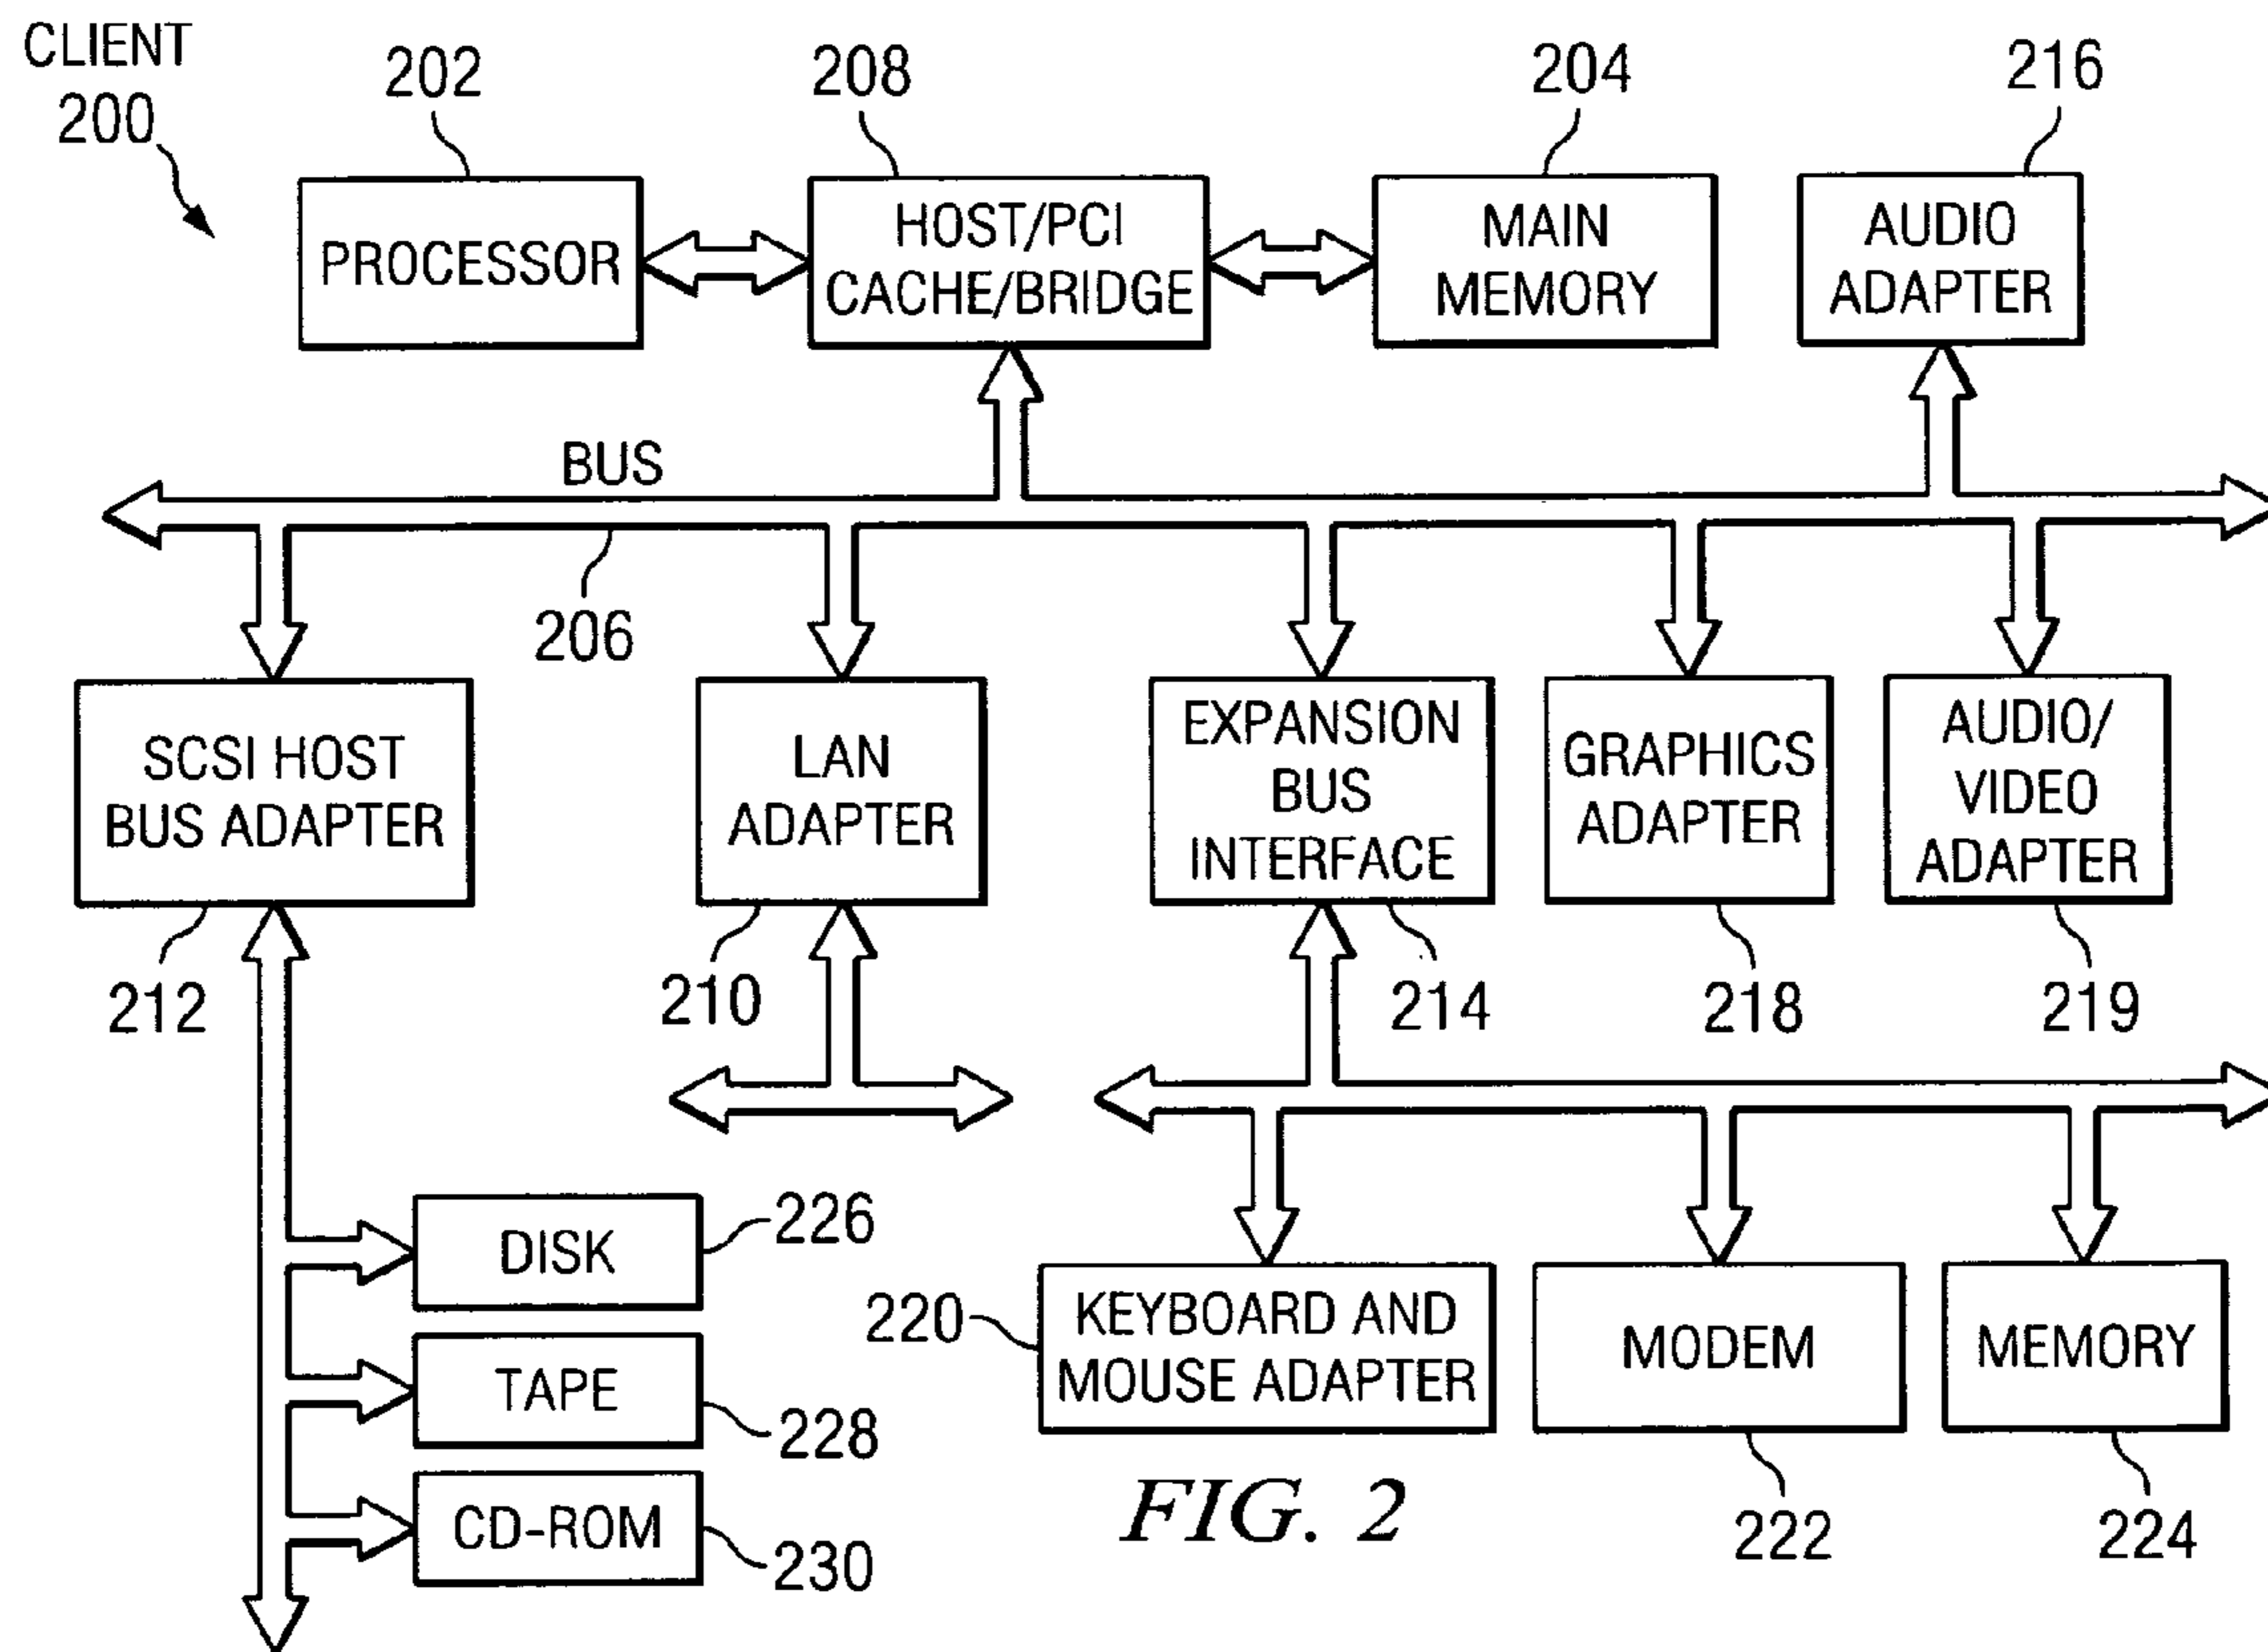 CLIENT
200
202
208
204
216
PROCESSOR
HOST/PCI
CACHE/BRIDGE
MAIN
MEMORY
AUDIO
ADAPTER
BUS
206
SCSI HOST
BUS ADAPTER
LAN
ADAPTER
EXPANSION
BUS
INTERFACE
GRAPHICS
ADAPTER
AUDIO/
VIDEO
ADAPTER
212
210
214
218
219
DISK
226
TAPE
228
CD-ROM
230
220
KEYBOARD AND
MOUSE ADAPTER
MODEM
MEMORY
222
224
FIG. 2